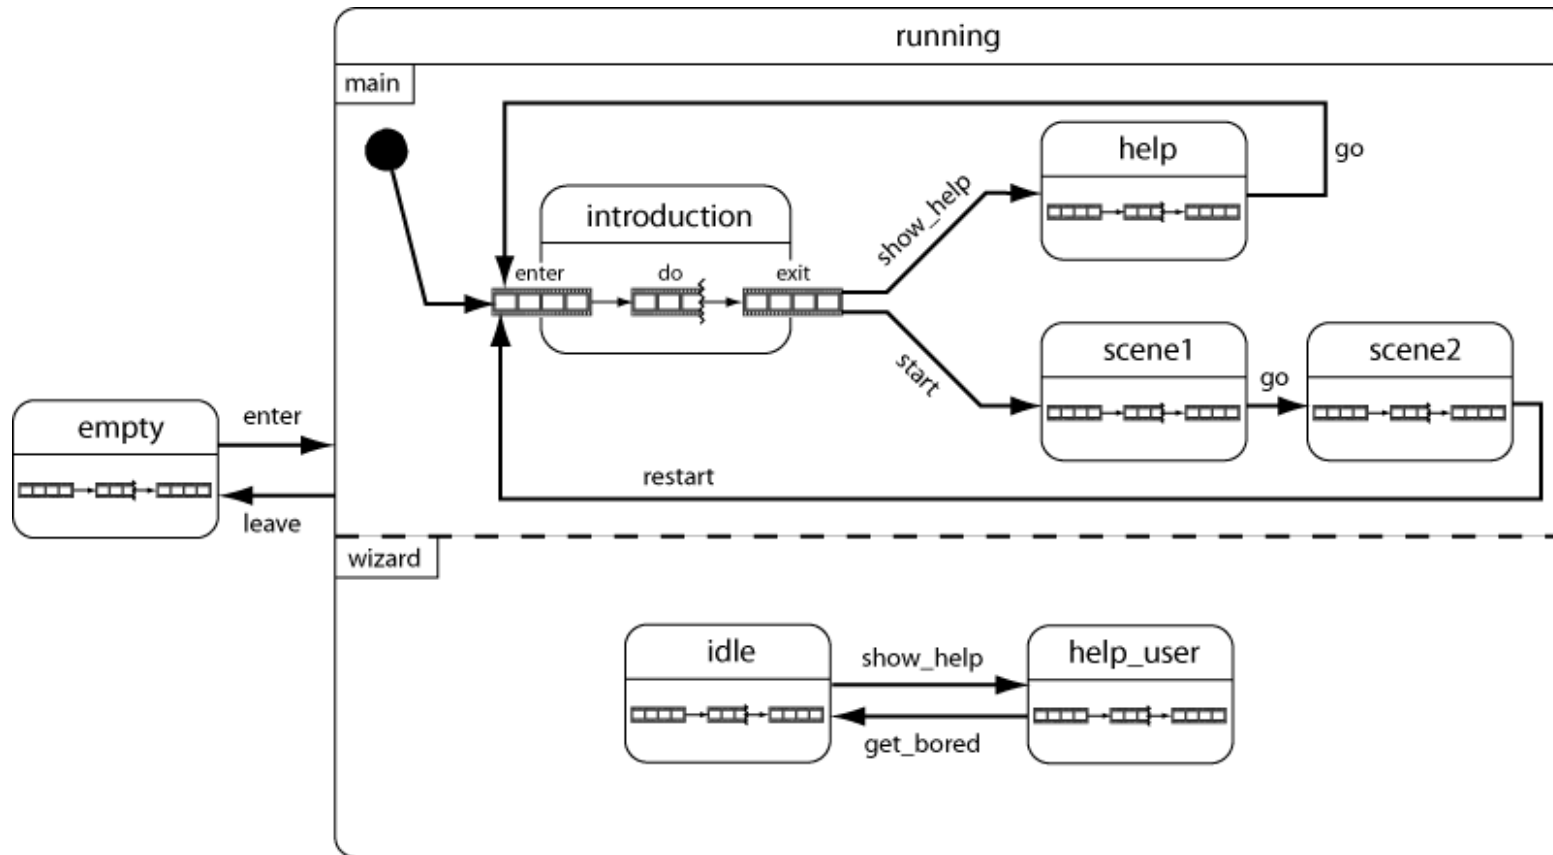 running
main
help
go
show_help
introduction
enter
do
exit
start
scene1
go
scene2
empty
enter
leave
restart
wizard
idle
show_help
help_user
get_bored